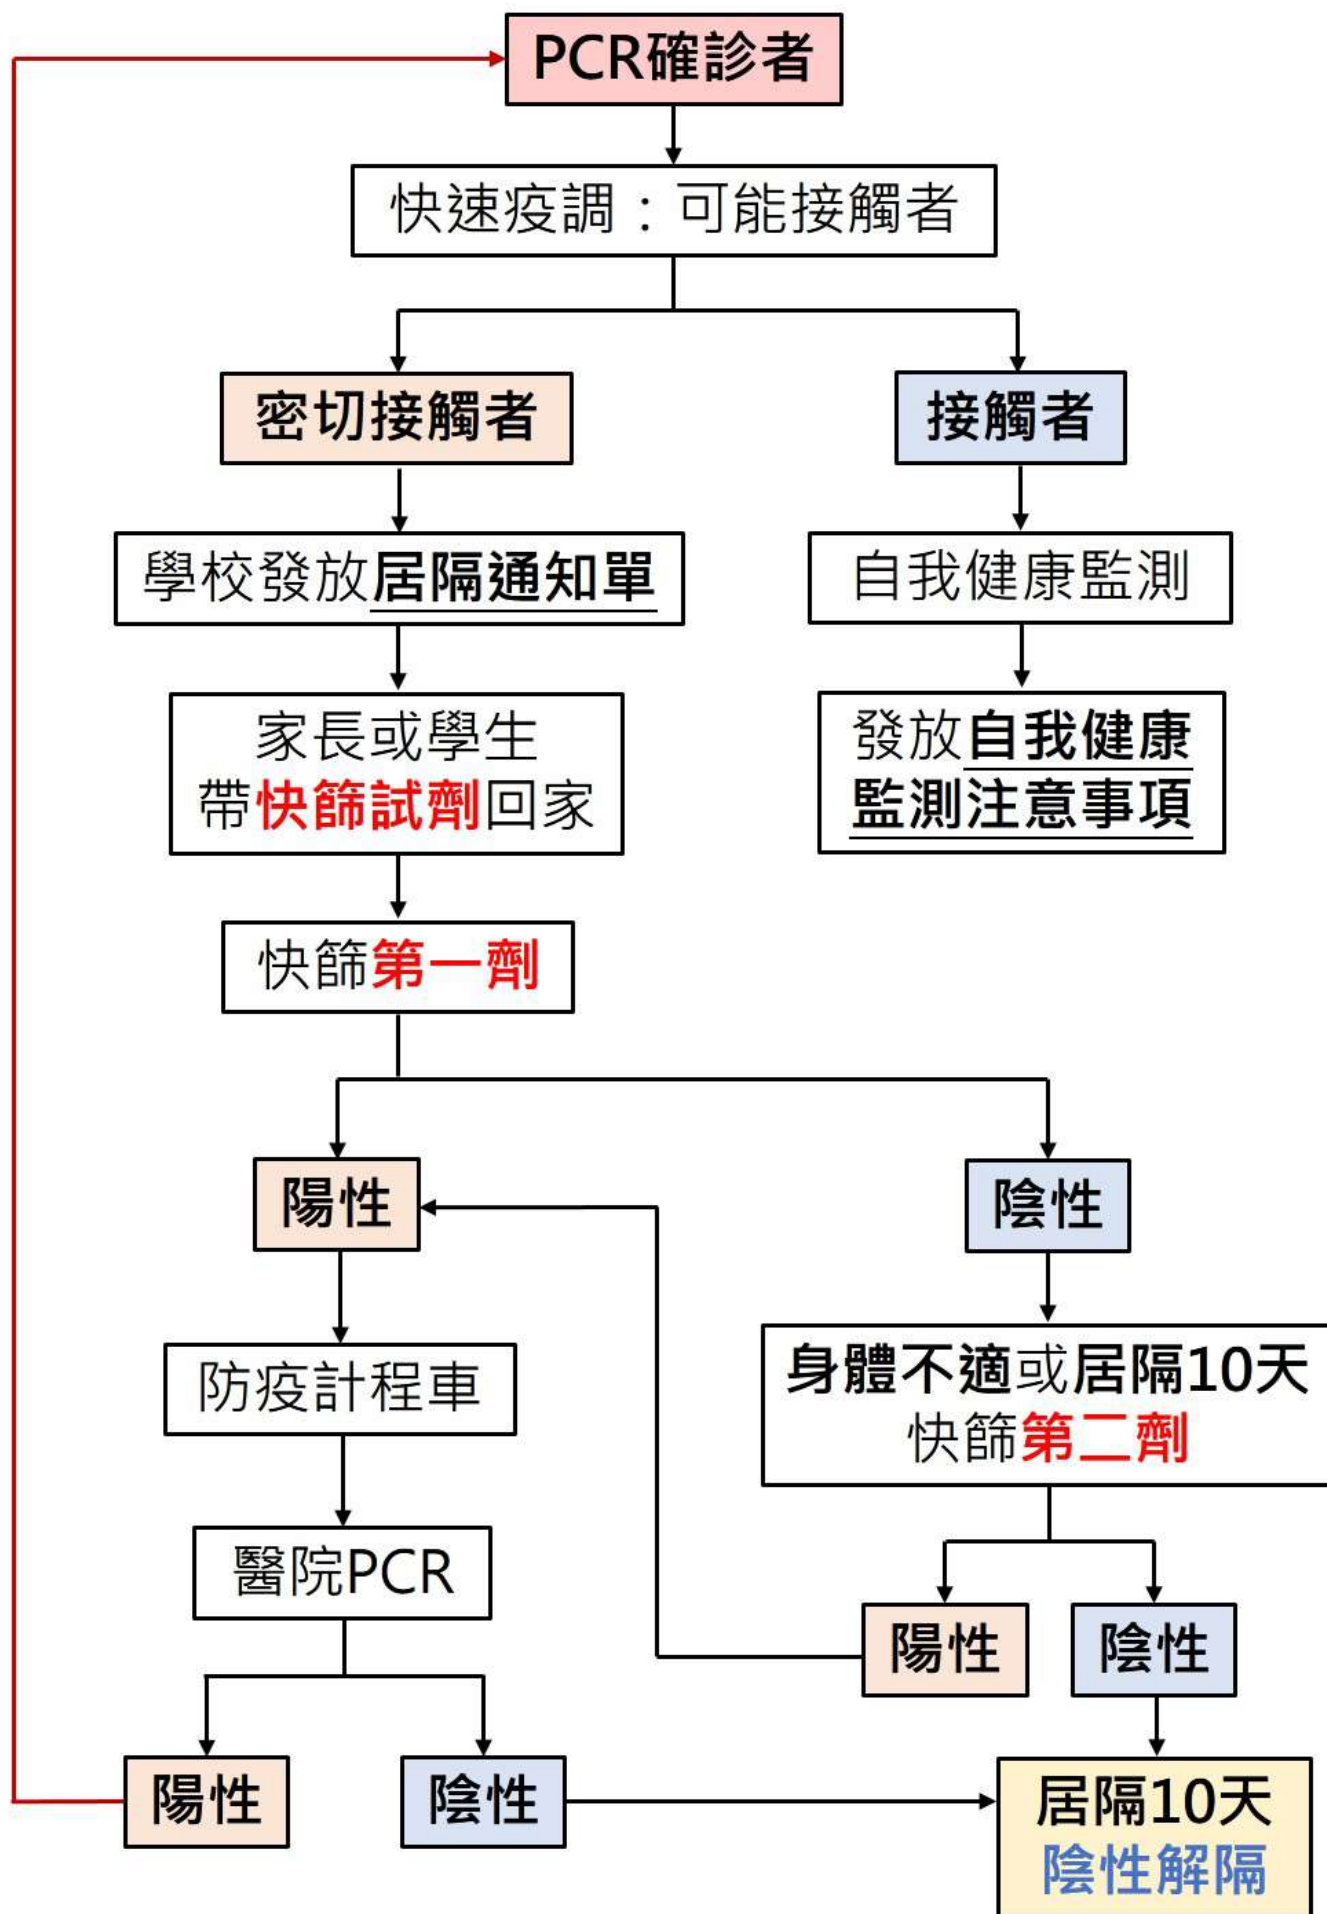 PCR確診者
快速疫調：可能接觸者
密切接觸者
接觸者
學校發放居隔通知單
自我健康監測
家長或學生
帶快篩試劑回家
發放自我健康
監測注意事項
快篩第一劑
陽性
陰性
防疫計程車
身體不適或居隔10天
快篩第二劑
醫院PCR
陽性
陰性
陽性
陰性
居隔10天
陰性解隔